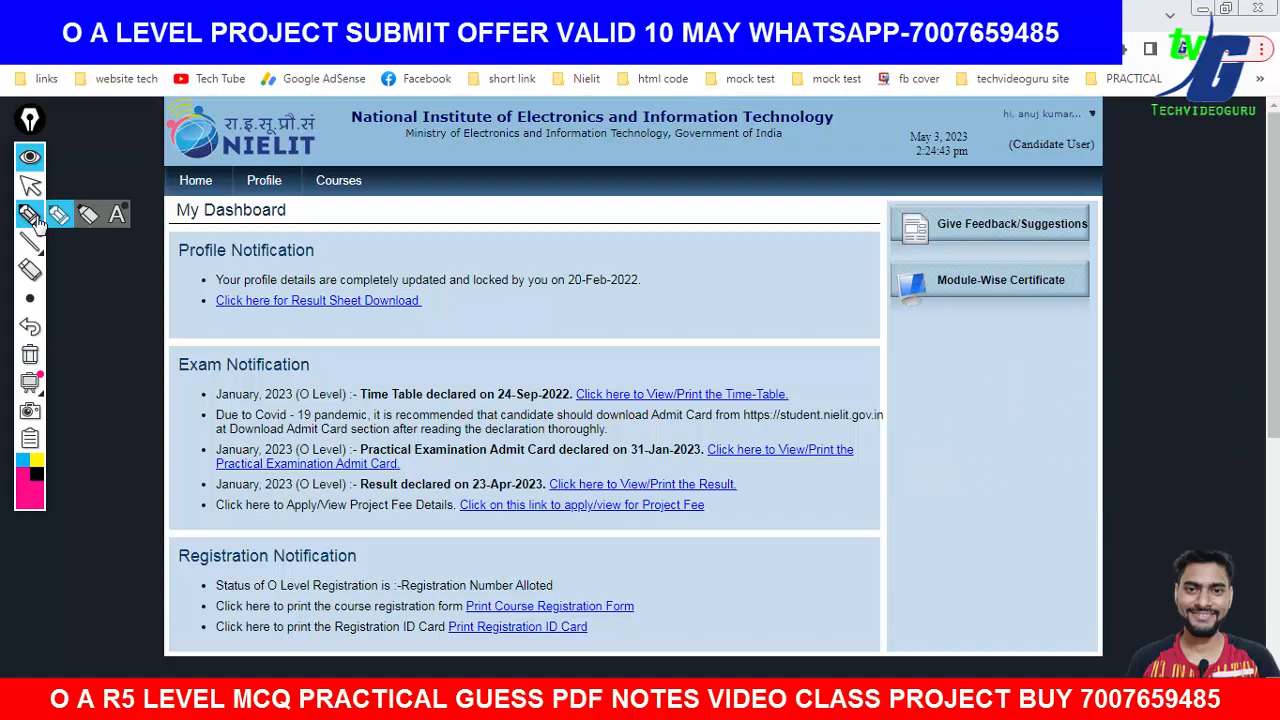 O A LEVEL PROJECT SUBMIT OFFER VALID 10 MAY WHATSAPP-7007659485
links website tech Tech Tube Google AdSense Facebook short link Nielit html code mock test mock test fb cover techvideoguru site PRACTICAL »
tv G
TECHVIDEOGURU
रा.इ.सू.प्रौ.सं
NIELIT
National Institute of Electronics and Information Technology
Ministry of Electronics and Information Technology, Government of India
May 3, 2023
2:24:43 pm
hi, anuj kumar...
(Candidate User)
Home Profile Courses
A
My Dashboard
Give Feedback/Suggestions
Module-Wise Certificate
Profile Notification
• Your profile details are completely updated and locked by you on 20-Feb-2022.
• Click here for Result Sheet Download.
Exam Notification
• January, 2023 (O Level) :- Time Table declared on 24-Sep-2022. Click here to View/Print the Time-Table.
• Due to Covid - 19 pandemic, it is recommended that candidate should download Admit Card from https://student.nielit.gov.in
at Download Admit Card section after reading the declaration thoroughly.
• January, 2023 (O Level) :- Practical Examination Admit Card declared on 31-Jan-2023. Click here to View/Print the
Practical Examination Admit Card.
• January, 2023 (O Level) :- Result declared on 23-Apr-2023. Click here to View/Print the Result.
• Click here to Apply/View Project Fee Details. Click on this link to apply/view for Project Fee
Registration Notification
• Status of O Level Registration is :-Registration Number Alloted
• Click here to print the course registration form Print Course Registration Form
• Click here to print the Registration ID Card Print Registration ID Card
O A R5 LEVEL MCQ PRACTICAL GUESS PDF NOTES VIDEO CLASS PROJECT BUY 7007659485